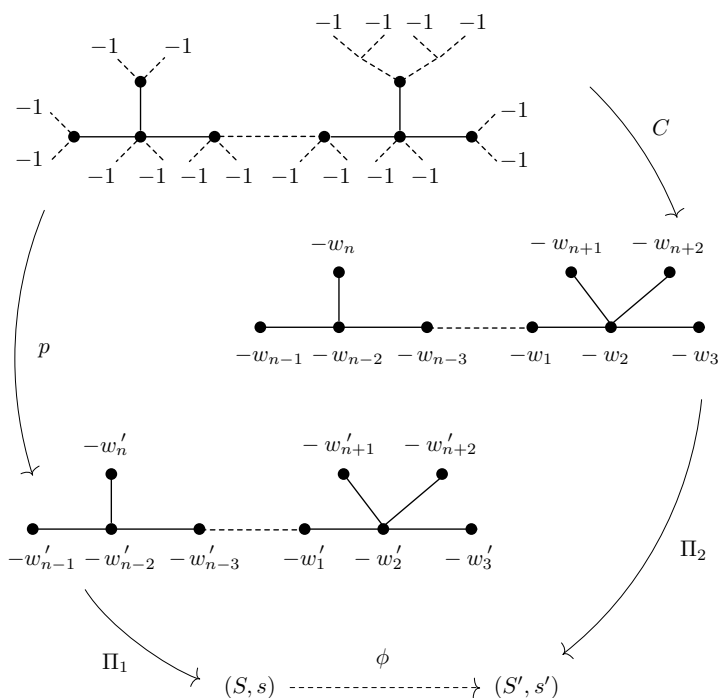 −1 −1 −1 −1 −1 −1
−1 −1
−1 −1
−1 −1 −1 −1 −1 −1 −1
C
−w_n − w_{n+1} − w_{n+2}
−w_{n−1} − w_{n−2} − w_{n−3} −w_1 − w_2 − w_3
p
−w'_n − w'_{n+1} − w'_{n+2}
−w'_{n−1} − w'_{n−2} − w'_{n−3} −w'_1 − w'_2 − w'_3
Π_2
Π_1
ϕ
(S, s) (S′, s′)